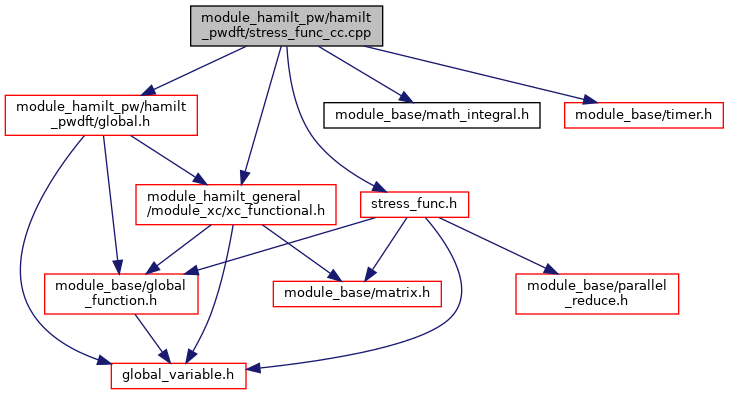 module_hamilt_pw/hamilt
_pwdft/stress_func_cc.cpp
module_hamilt_pw/hamilt
_pwdft/global.h
module_base/math_integral.h
module_base/timer.h
module_hamilt_general
/module_xc/xc_functional.h
stress_func.h
module_base/global
_function.h
module_base/matrix.h
module_base/parallel
_reduce.h
global_variable.h